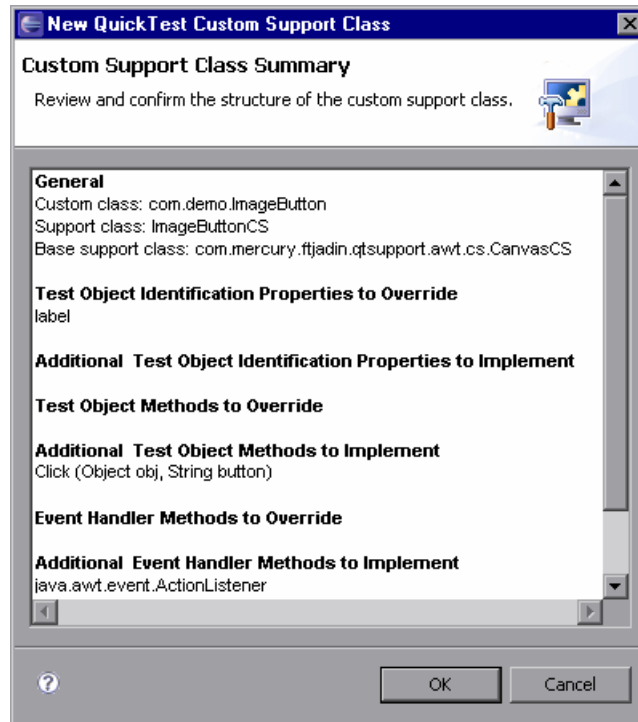 New QuickTest Custom Support Class
Custom Support Class Summary
Review and confirm the structure of the custom support class.
General
Custom class: com.demo.ImageButton
Support class: ImageButtonCS
Base support class: com.mercury.ftjadin.qtsupport.awt.cs.CanvasCS
Test Object Identification Properties to Override
label
Additional Test Object Identification Properties to Implement
Test Object Methods to Override
Additional Test Object Methods to Implement
Click (Object obj, String button)
Event Handler Methods to Override
Additional Event Handler Methods to Implement
java.awt.event.ActionListener
?
OK Cancel